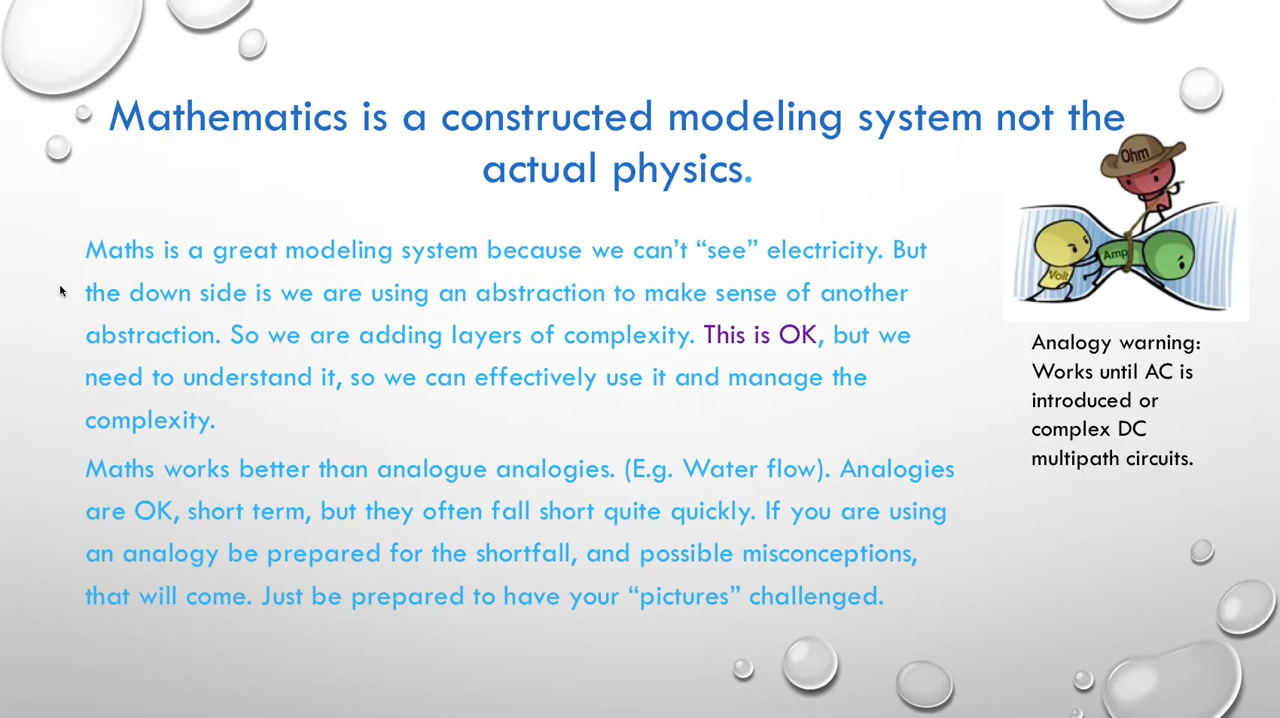 Mathematics is a constructed modeling system not the
actual physics.
Maths is a great modeling system because we can’t “see” electricity. But
the down side is we are using an abstraction to make sense of another
abstraction. So we are adding layers of complexity. This is OK, but we
need to understand it, so we can effectively use it and manage the
complexity.
Maths works better than analogue analogies. (E.g. Water flow). Analogies
are OK, short term, but they often fall short quite quickly. If you are using
an analogy be prepared for the shortfall, and possible misconceptions,
that will come. Just be prepared to have your “pictures” challenged.
Ohm
Volt
Amp
Analogy warning:
Works until AC is
introduced or
complex DC
multipath circuits.